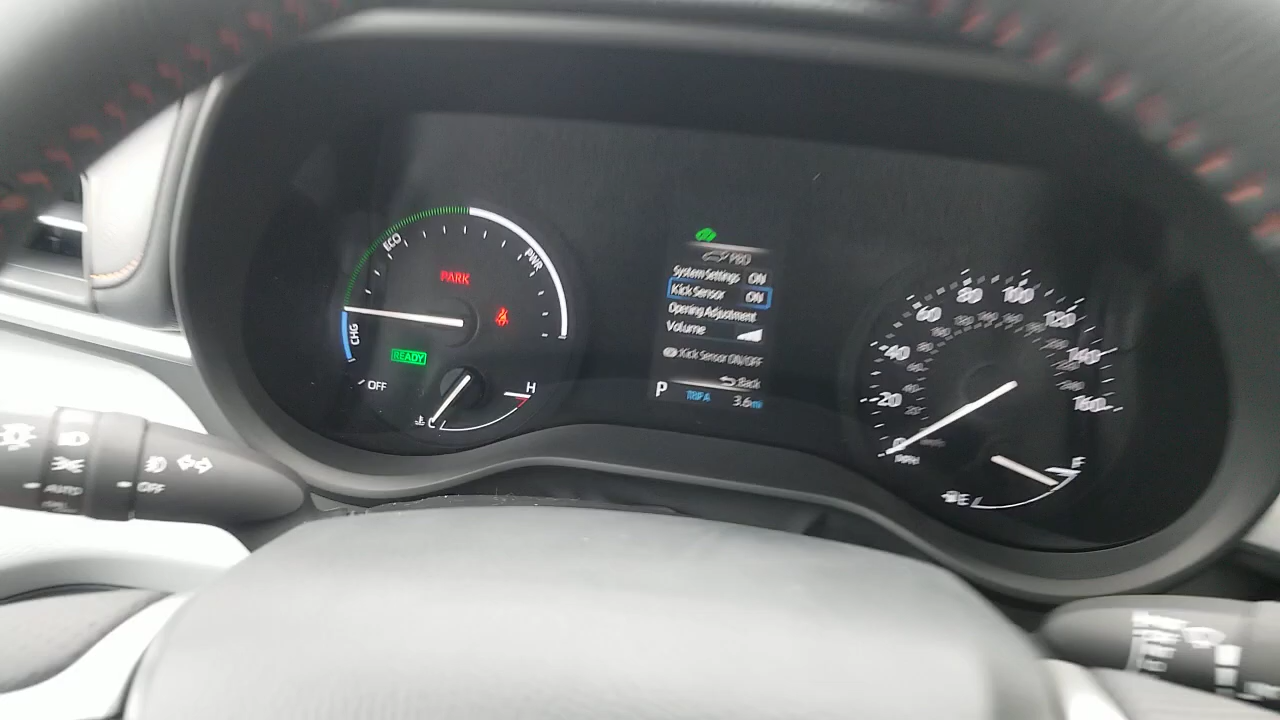 ECO
PWR
PARK
CHG
READY
OFF
H
C
PBD
System Settings ON
Kick Sensor ON
Opening Adjustment
Volume
Kick Sensor ON/OFF
Back
P
TRIP A 3.6mi
0
20
40
60
80
100
120
140
160
MPH
E
F
AUTO
OFF